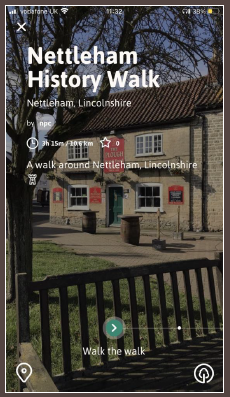 vodafone UK 11:32 38%
Nettleham
History Walk
Nettleham, Lincolnshire
by npc
3h 15m / 10.6 km 0
A walk around Nettleham, Lincolnshire
Walk the walk